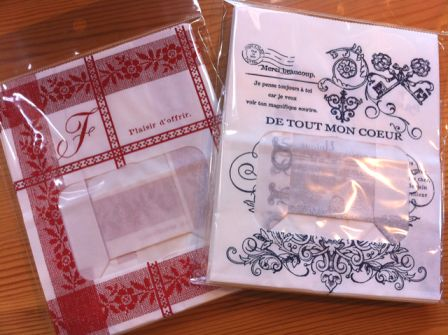 F
Plaisir d'offrir.
Merci beaucoup,
Je pense toujours à toi
car je veux
voir ton magnifique sourire.
DE TOUT MON COEUR